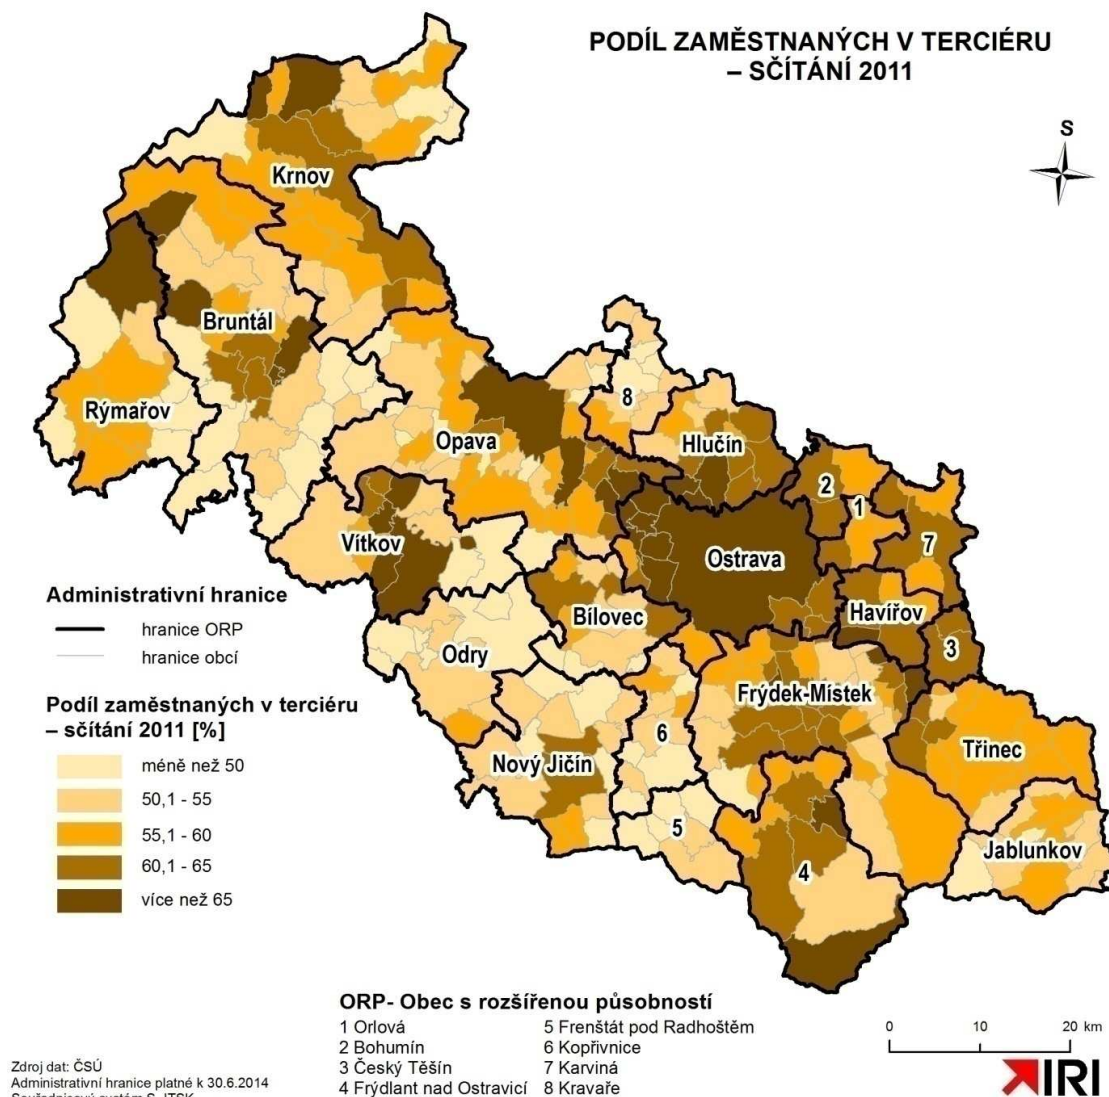 PODÍL ZAMĚSTNANÝCH V TERCIÉRU
– SČÍTÁNÍ 2011
S
Krnov
Bruntál
Rýmařov
8
Opava
Hlučín
2
1
7
Vítkov
Ostrava
Havířov
Bílovec
3
Odry
Frýdek-Místek
6
Třinec
Nový Jičín
5
Jablunkov
4
Administrativní hranice
hranice ORP
hranice obcí
Podíl zaměstnaných v terciéru
– sčítání 2011 [%]
méně než 50
50,1 - 55
55,1 - 60
60,1 - 65
více než 65
ORP- Obec s rozšířenou působností
1 Orlová
2 Bohumín
3 Český Těšín
4 Frýdlant nad Ostravicí
5 Frenštát pod Radhoštěm
6 Kopřivnice
7 Karviná
8 Kravaře
0 10 20 km
IRI
Zdroj dat: ČSÚ
Administrativní hranice platné k 30.6.2014